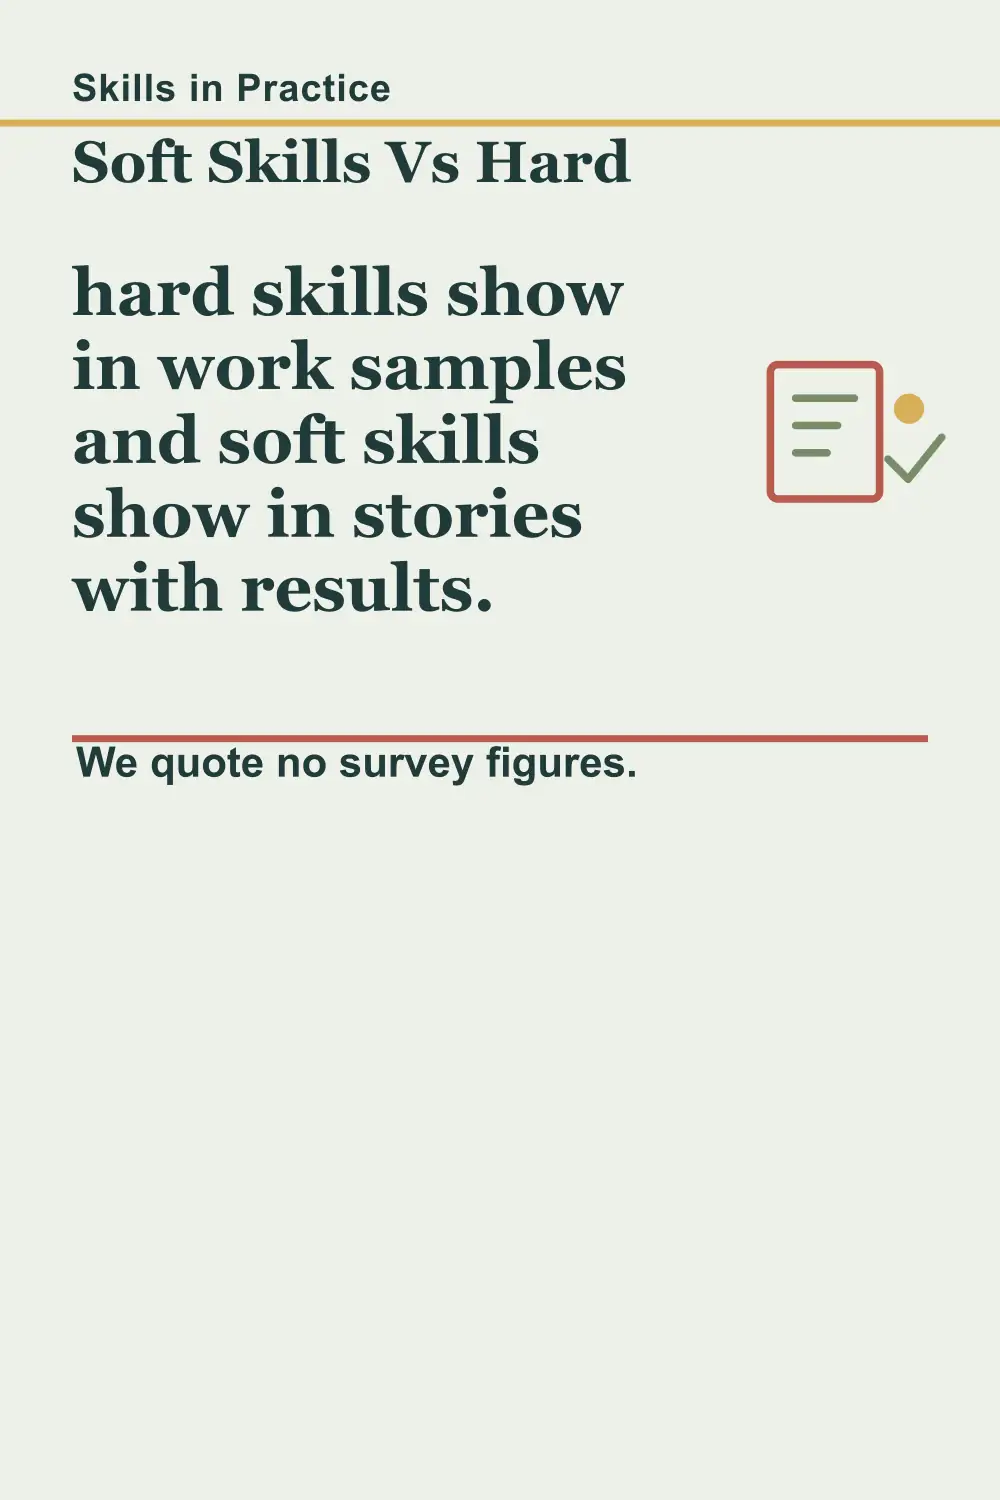 Skills in Practice
Soft Skills Vs Hard
hard skills show
in work samples
and soft skills
show in stories
with results.
We quote no survey figures.